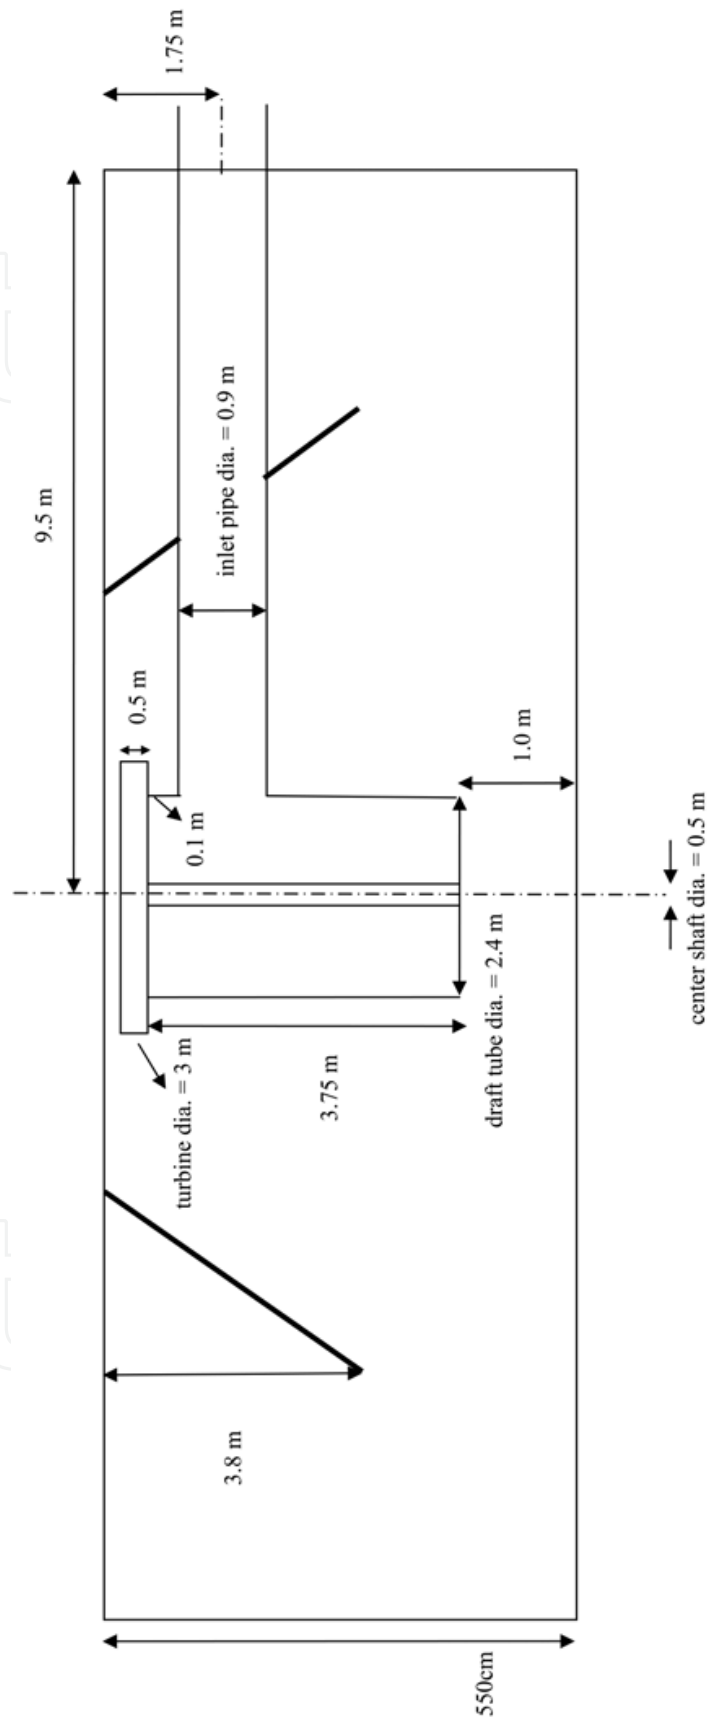 1.75 m
9.5 m
inlet pipe dia. = 0.9 m
0.5 m
0.1 m
1.0 m
center shaft dia. = 0.5 m
draft tube dia. = 2.4 m
3.75 m
turbine dia. = 3 m
3.8 m
550cm